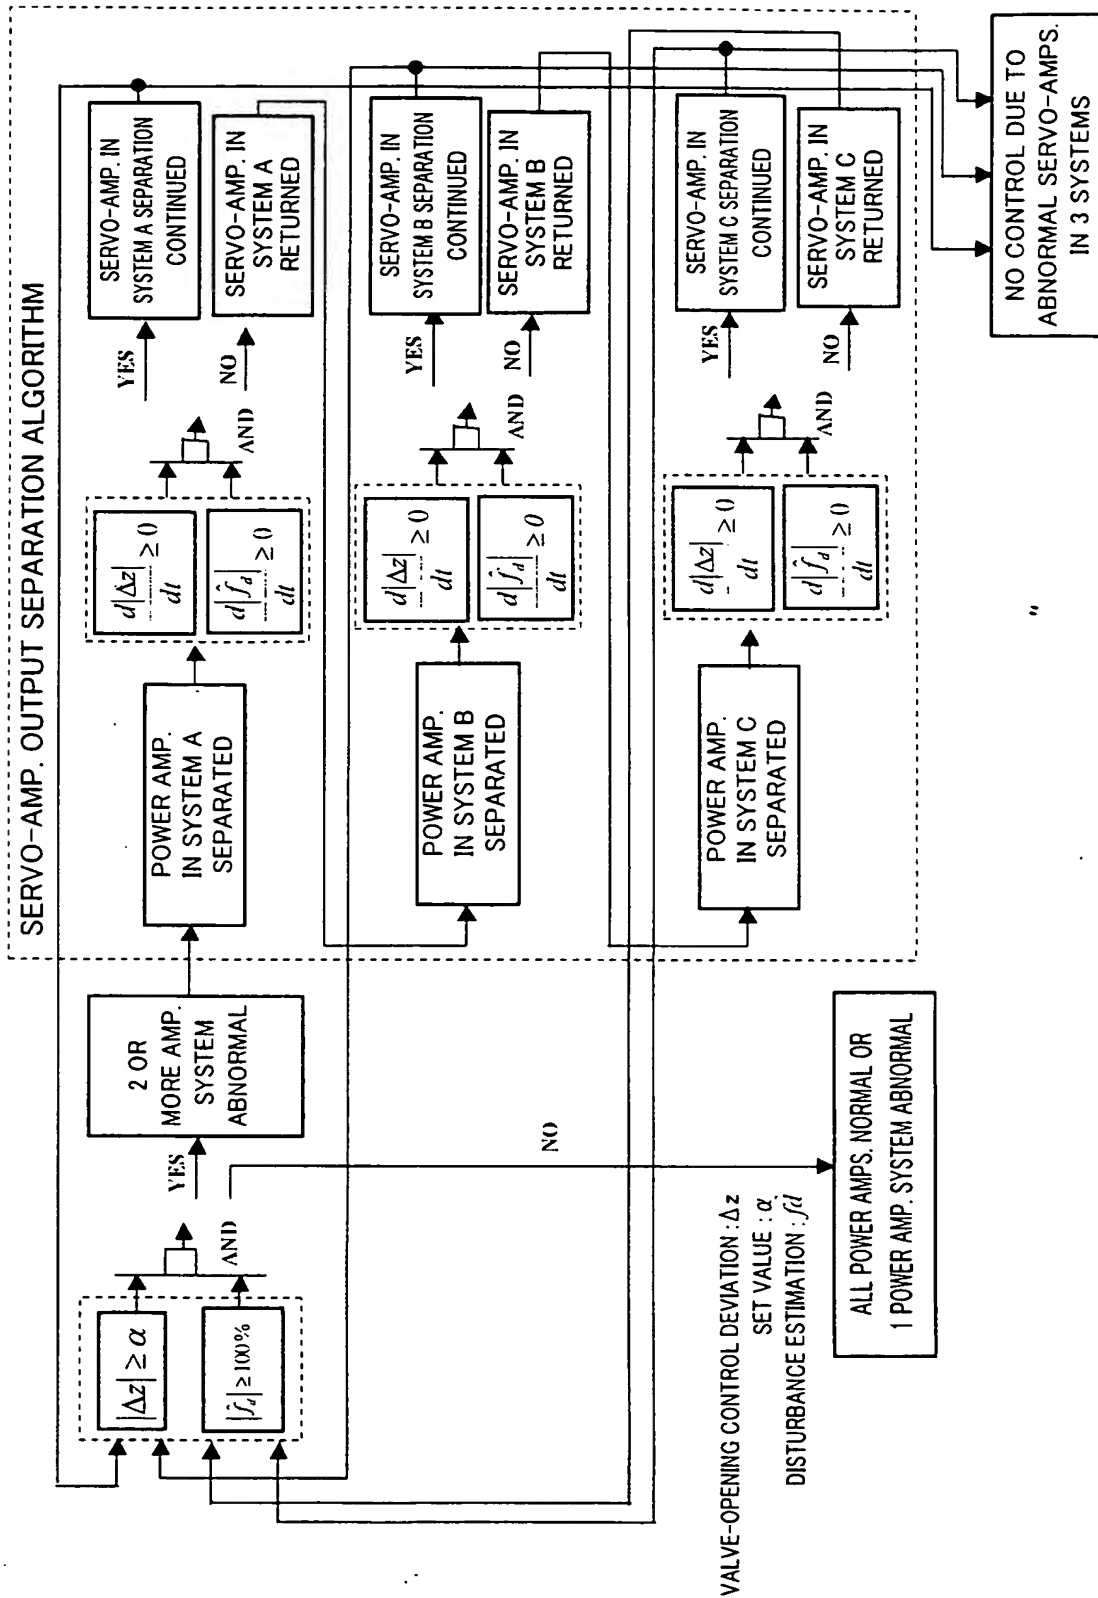 SERVO-AMP. OUTPUT SEPARATION ALGORITHM
|Δz| ≥ α
|f̂d| ≥ 100%
AND
YES
NO
2 OR
MORE AMP.
SYSTEM
ABNORMAL
POWER AMP.
IN SYSTEM A
SEPARATED
d|Δz|/dt ≥ 0
d|f̂d|/dt ≥ 0
AND
YES
NO
SERVO-AMP. IN
SYSTEM A SEPARATION
CONTINUED
SERVO-AMP. IN
SYSTEM A
RETURNED
POWER AMP.
IN SYSTEM B
SEPARATED
d|Δz|/dt ≥ 0
d|f̂d|/dt ≥ 0
AND
YES
NO
SERVO-AMP. IN
SYSTEM B SEPARATION
CONTINUED
SERVO-AMP. IN
SYSTEM B
RETURNED
POWER AMP.
IN SYSTEM C
SEPARATED
d|Δz|/dt ≥ 0
d|f̂d|/dt ≥ 0
AND
YES
NO
SERVO-AMP. IN
SYSTEM C SEPARATION
CONTINUED
SERVO-AMP. IN
SYSTEM C
RETURNED
VALVE-OPENING CONTROL DEVIATION : Δz
SET VALUE : α
DISTURBANCE ESTIMATION : f̂d
ALL POWER AMPS. NORMAL OR
1 POWER AMP. SYSTEM ABNORMAL
NO CONTROL DUE TO
ABNORMAL SERVO-AMPS.
IN 3 SYSTEMS